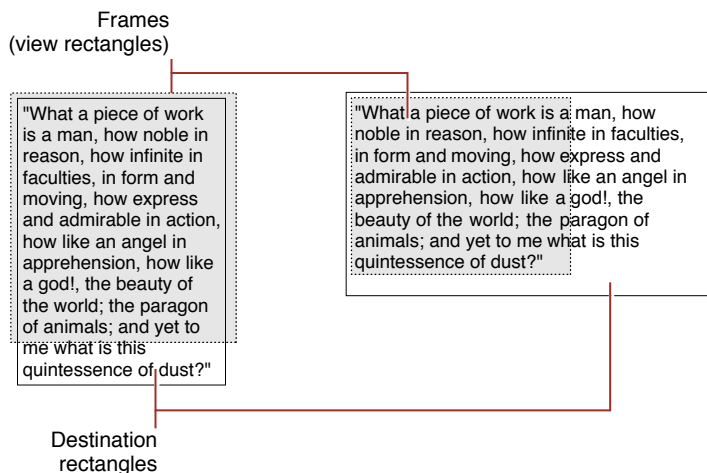 Frames
(view rectangles)
"What a piece of work
is a man, how noble in
reason, how infinite in
faculties, in form and
moving, how express
and admirable in action,
how like an angel in
apprehension, how like
a god!, the beauty of
the world; the paragon
of animals; and yet to
me what is this
quintessence of dust?"
"What a piece of work is a man, how
noble in reason, how infinite in faculties,
in form and moving, how express and
admirable in action, how like an angel in
apprehension, how like a god!, the
beauty of the world; the paragon of
animals; and yet to me what is this
quintessence of dust?"
Destination
rectangles